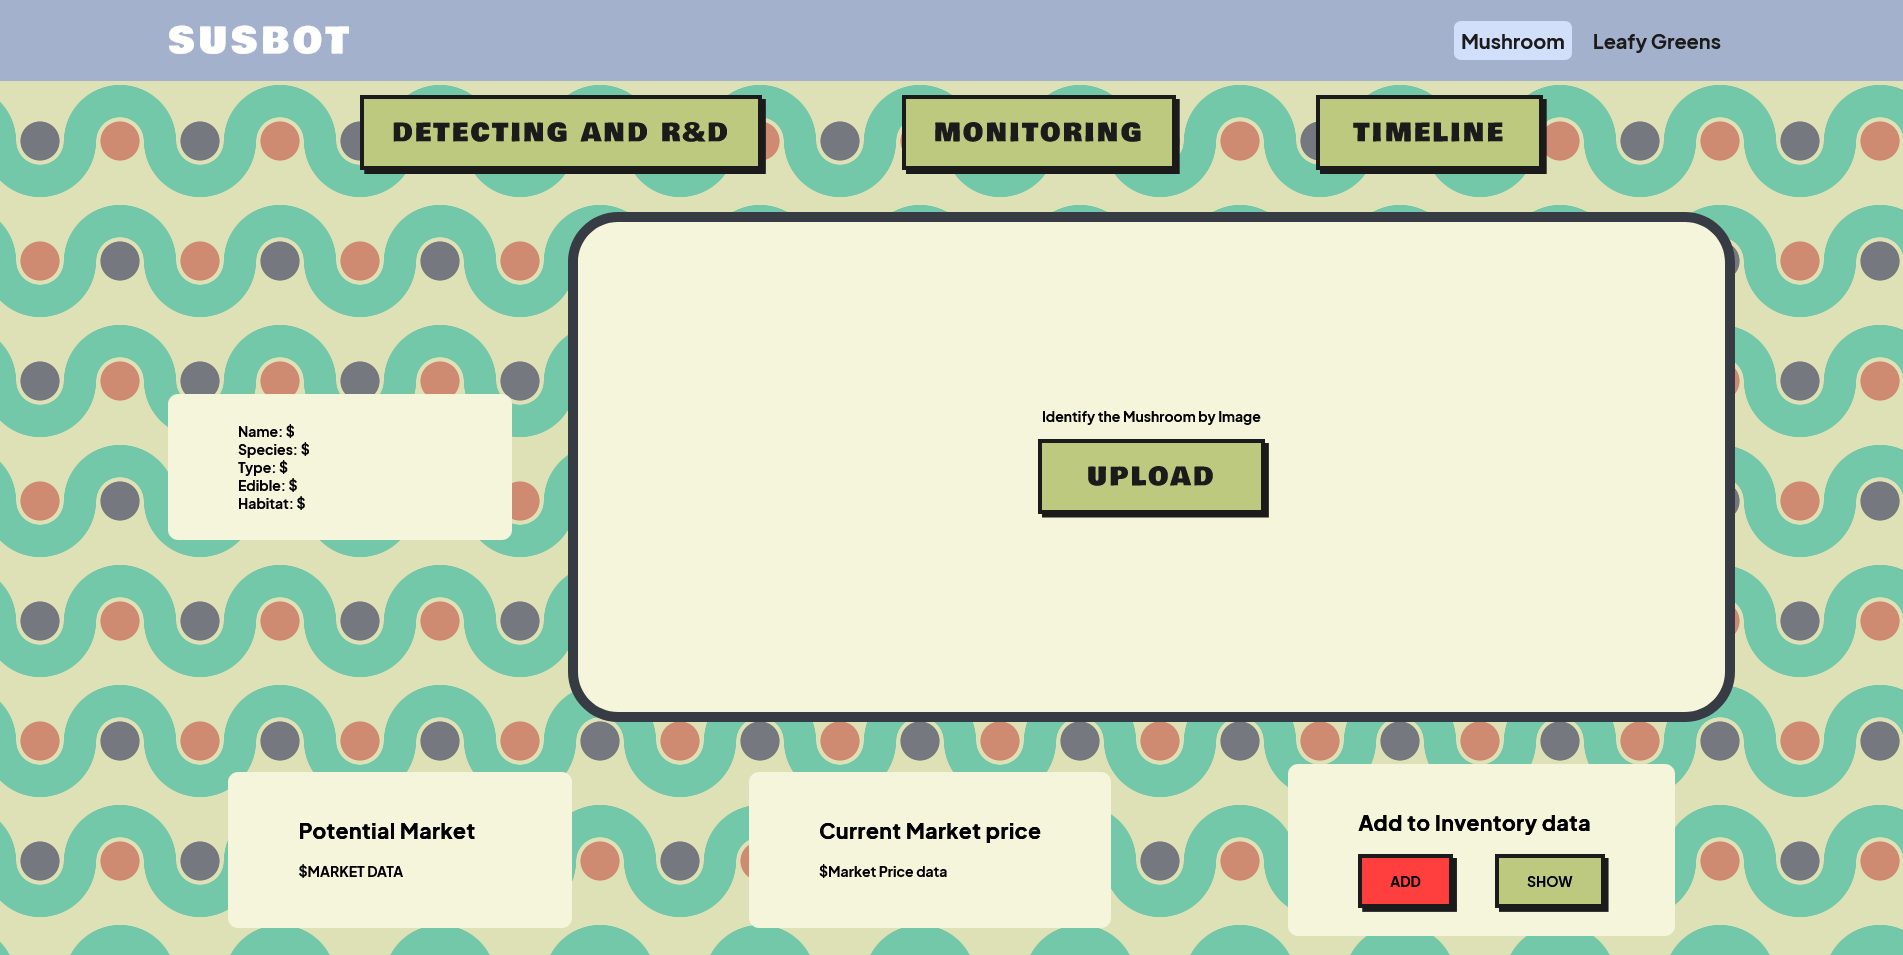 SUSBOT
Mushroom
Leafy Greens
DETECTING AND R&D
MONITORING
TIMELINE
Name: $
Species: $
Type: $
Edible: $
Habitat: $
Identify the Mushroom by Image
UPLOAD
Potential Market
$MARKET DATA
Current Market price
$Market Price data
Add to Inventory data
ADD
SHOW